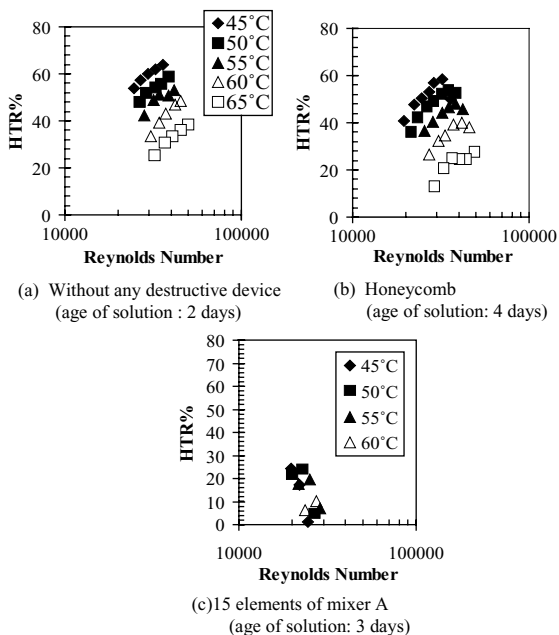 HTR%
80
60
40
20
0
10000 100000
Reynolds Number
45˚C
50˚C
55˚C
60˚C
65˚C
(a) Without any destructive device
(age of solution : 2 days)
HTR%
80
60
40
20
0
10000 100000
Reynolds Number
(b) Honeycomb
(age of solution: 4 days)
HTR%
80
70
60
50
40
30
20
10
0
10000 100000
Reynolds Number
45˚C
50˚C
55˚C
60˚C
(c)15 elements of mixer A
(age of solution: 3 days)